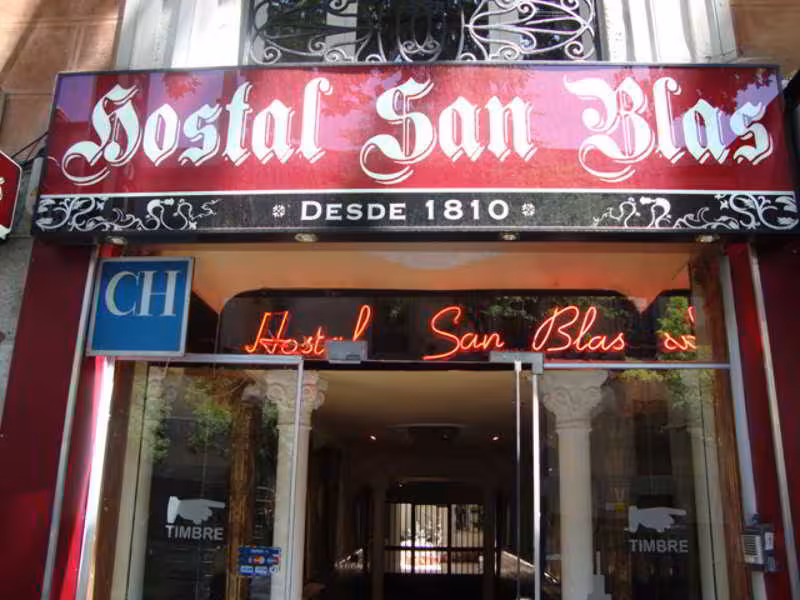 Hostal San Blas
DESDE 1810
CH
Hostal San Blas
TIMBRE
TIMBRE